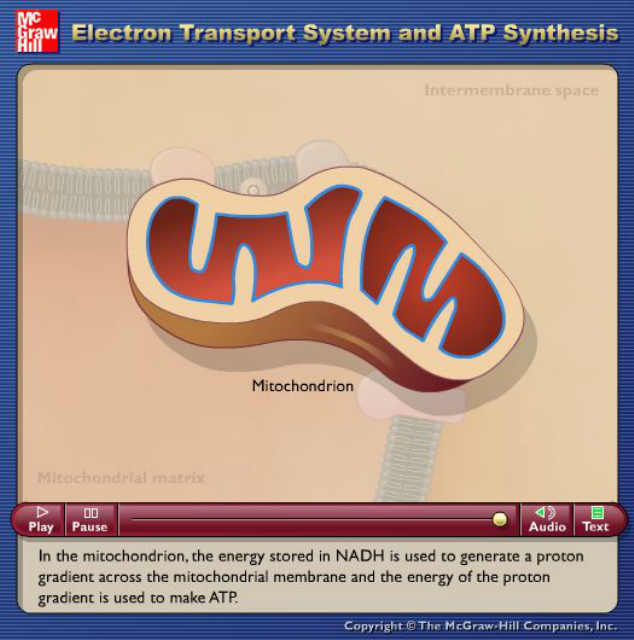 Mc
Graw
Hill
Electron Transport System and ATP Synthesis
Intermembrane space
Mitochondrion
Mitochondrial matrix
Play
Pause
Audio
Text
In the mitochondrion, the energy stored in NADH is used to generate a proton
gradient across the mitochondrial membrane and the energy of the proton
gradient is used to make ATP.
Copyright © The McGraw-Hill Companies, Inc.